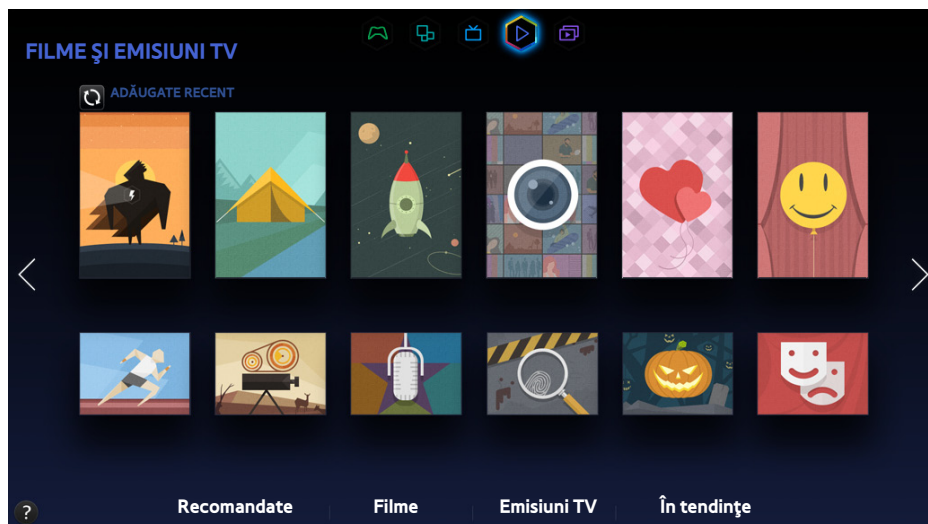 FILME ŞI EMISIUNI TV
ADĂUGATE RECENT
Recomandate
Filme
Emisiuni TV
În tendinţe
?